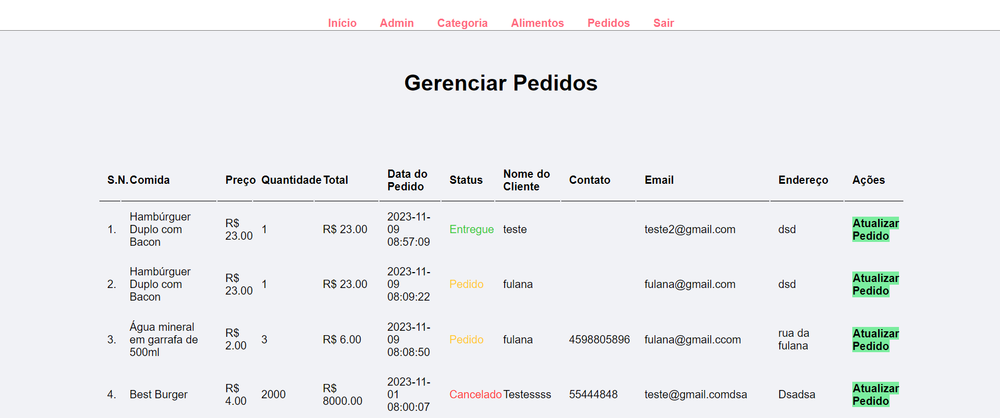 Início Admin Categoria Alimentos Pedidos Sair
Gerenciar Pedidos
S.N. Comida Preço Quantidade Total Data do Pedido Status Nome do Cliente Contato Email Endereço Ações
1. Hambúrguer Duplo com Bacon R$ 23.00 1 R$ 23.00 2023-11-09 08:57:09 Entregue teste teste2@gmail.com dsd Atualizar Pedido
2. Hambúrguer Duplo com Bacon R$ 23.00 1 R$ 23.00 2023-11-09 08:09:22 Pedido fulana fulana@gmail.com dsd Atualizar Pedido
3. Água mineral em garrafa de 500ml R$ 2.00 3 R$ 6.00 2023-11-09 08:08:50 Pedido fulana 4598805896 fulana@gmail.ccom rua da fulana Atualizar Pedido
4. Best Burger R$ 4.00 2000 R$ 8000.00 2023-11-01 08:00:07 Cancelado Testessss 55444848 teste@gmail.comdsa Dsadsa Atualizar Pedido